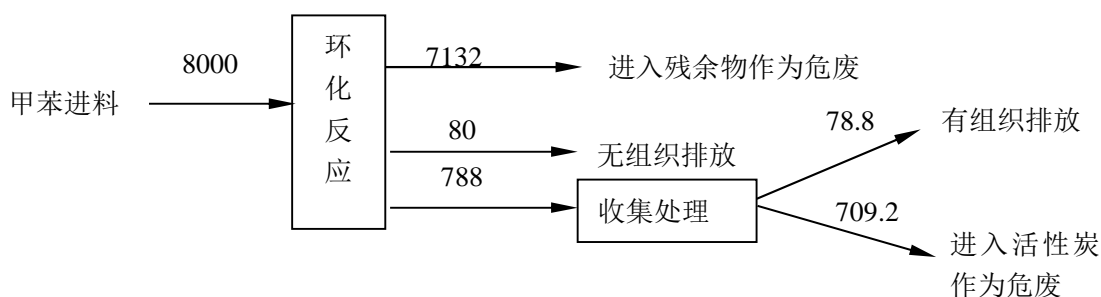 甲苯进料
8000
环
化
反
应
7132
进入残余物作为危废
80
无组织排放
788
收集处理
78.8
有组织排放
709.2
进入活性炭
作为危废